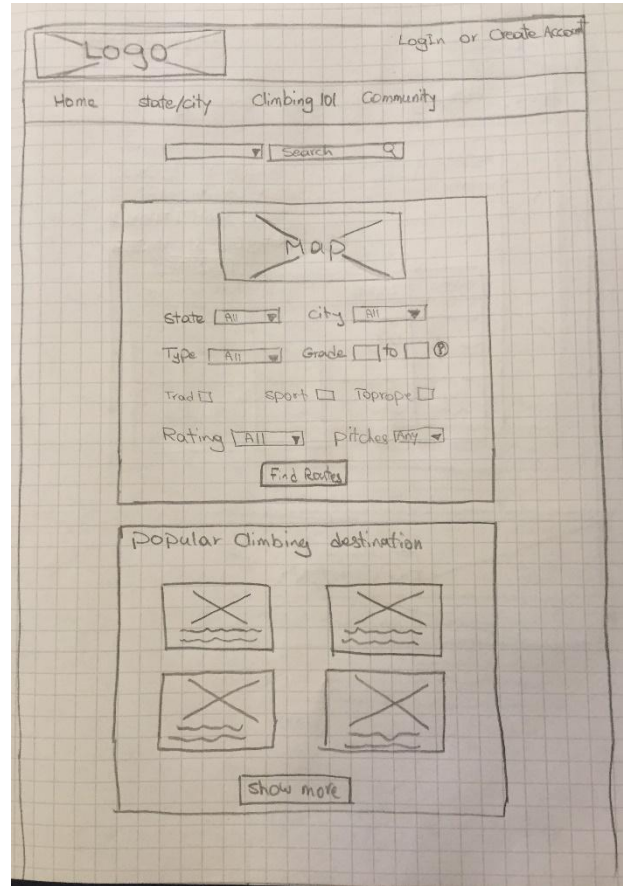 Logo
LogIn or Create Account
Home state/city Climbing 101 Community
Search
Map
State All City All
Type All Grade to ?
Trad Sport Toprope
Rating All pitches Any
Find Routes
Popular Climbing destination
Show more